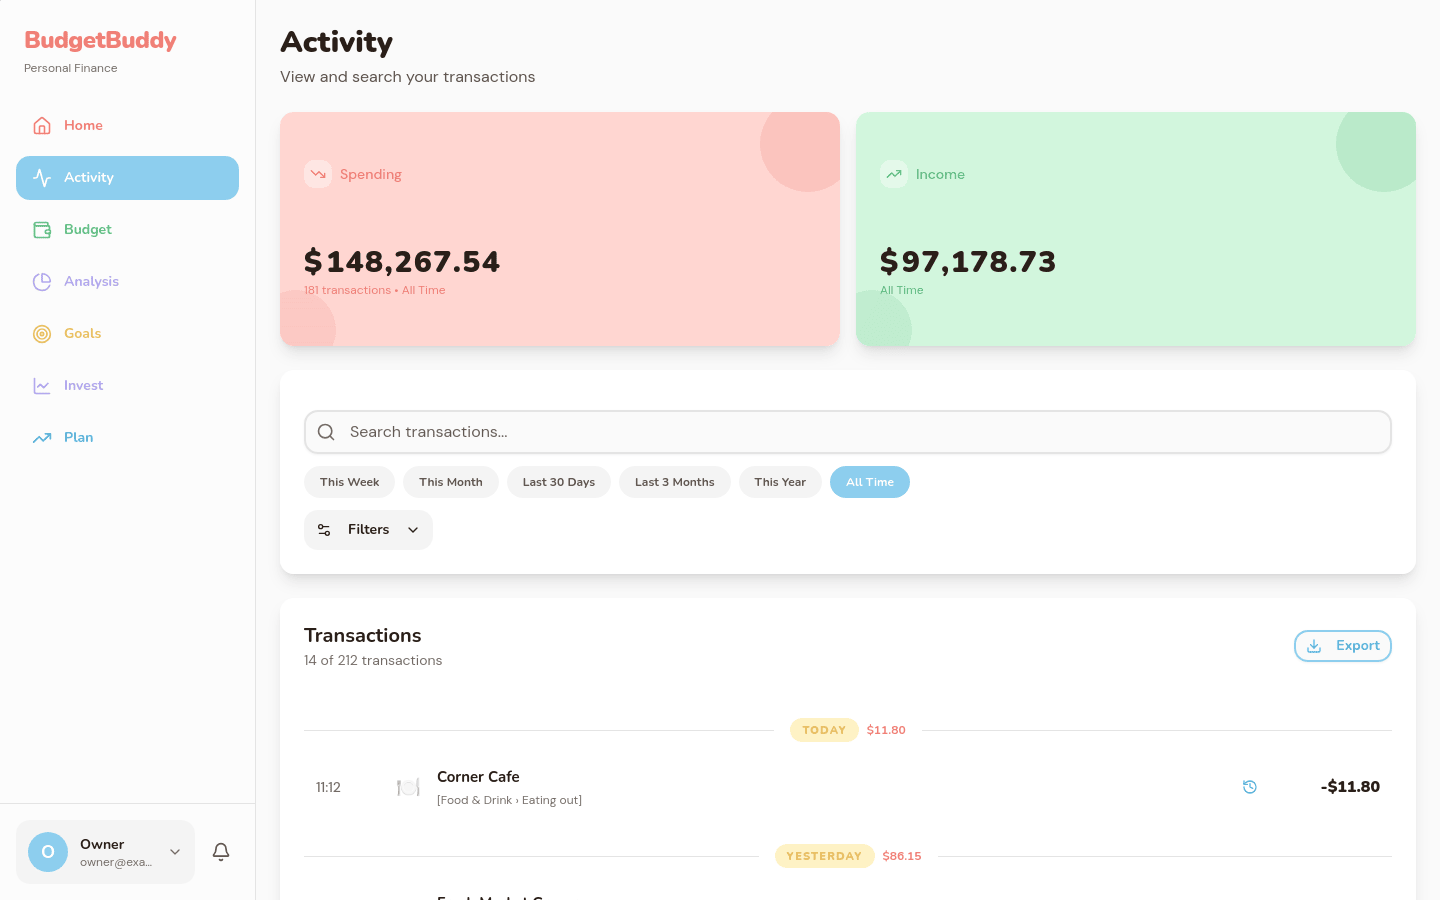 BudgetBuddy
Personal Finance
Home
Activity
Budget
Analysis
Goals
Invest
Plan
O
Owner
owner@exa...
Activity
View and search your transactions
Spending
$148,267.54
181 transactions • All Time
Income
$97,178.73
All Time
Search transactions...
This Week
This Month
Last 30 Days
Last 3 Months
This Year
All Time
Filters
Transactions
14 of 212 transactions
Export
TODAY $11.80
11:12
Corner Cafe
[Food & Drink › Eating out]
-$11.80
YESTERDAY $86.15